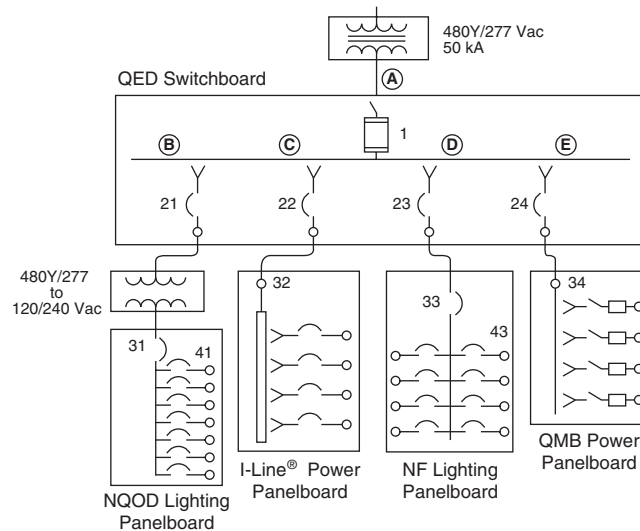 480Y/277 Vac
50 kA
A
QED Switchboard
1
B
C
D
E
21
22
23
24
480Y/277
to
120/240 Vac
32
33
34
31
41
43
NQOD Lighting
Panelboard
I-Line® Power
Panelboard
NF Lighting
Panelboard
QMB Power
Panelboard